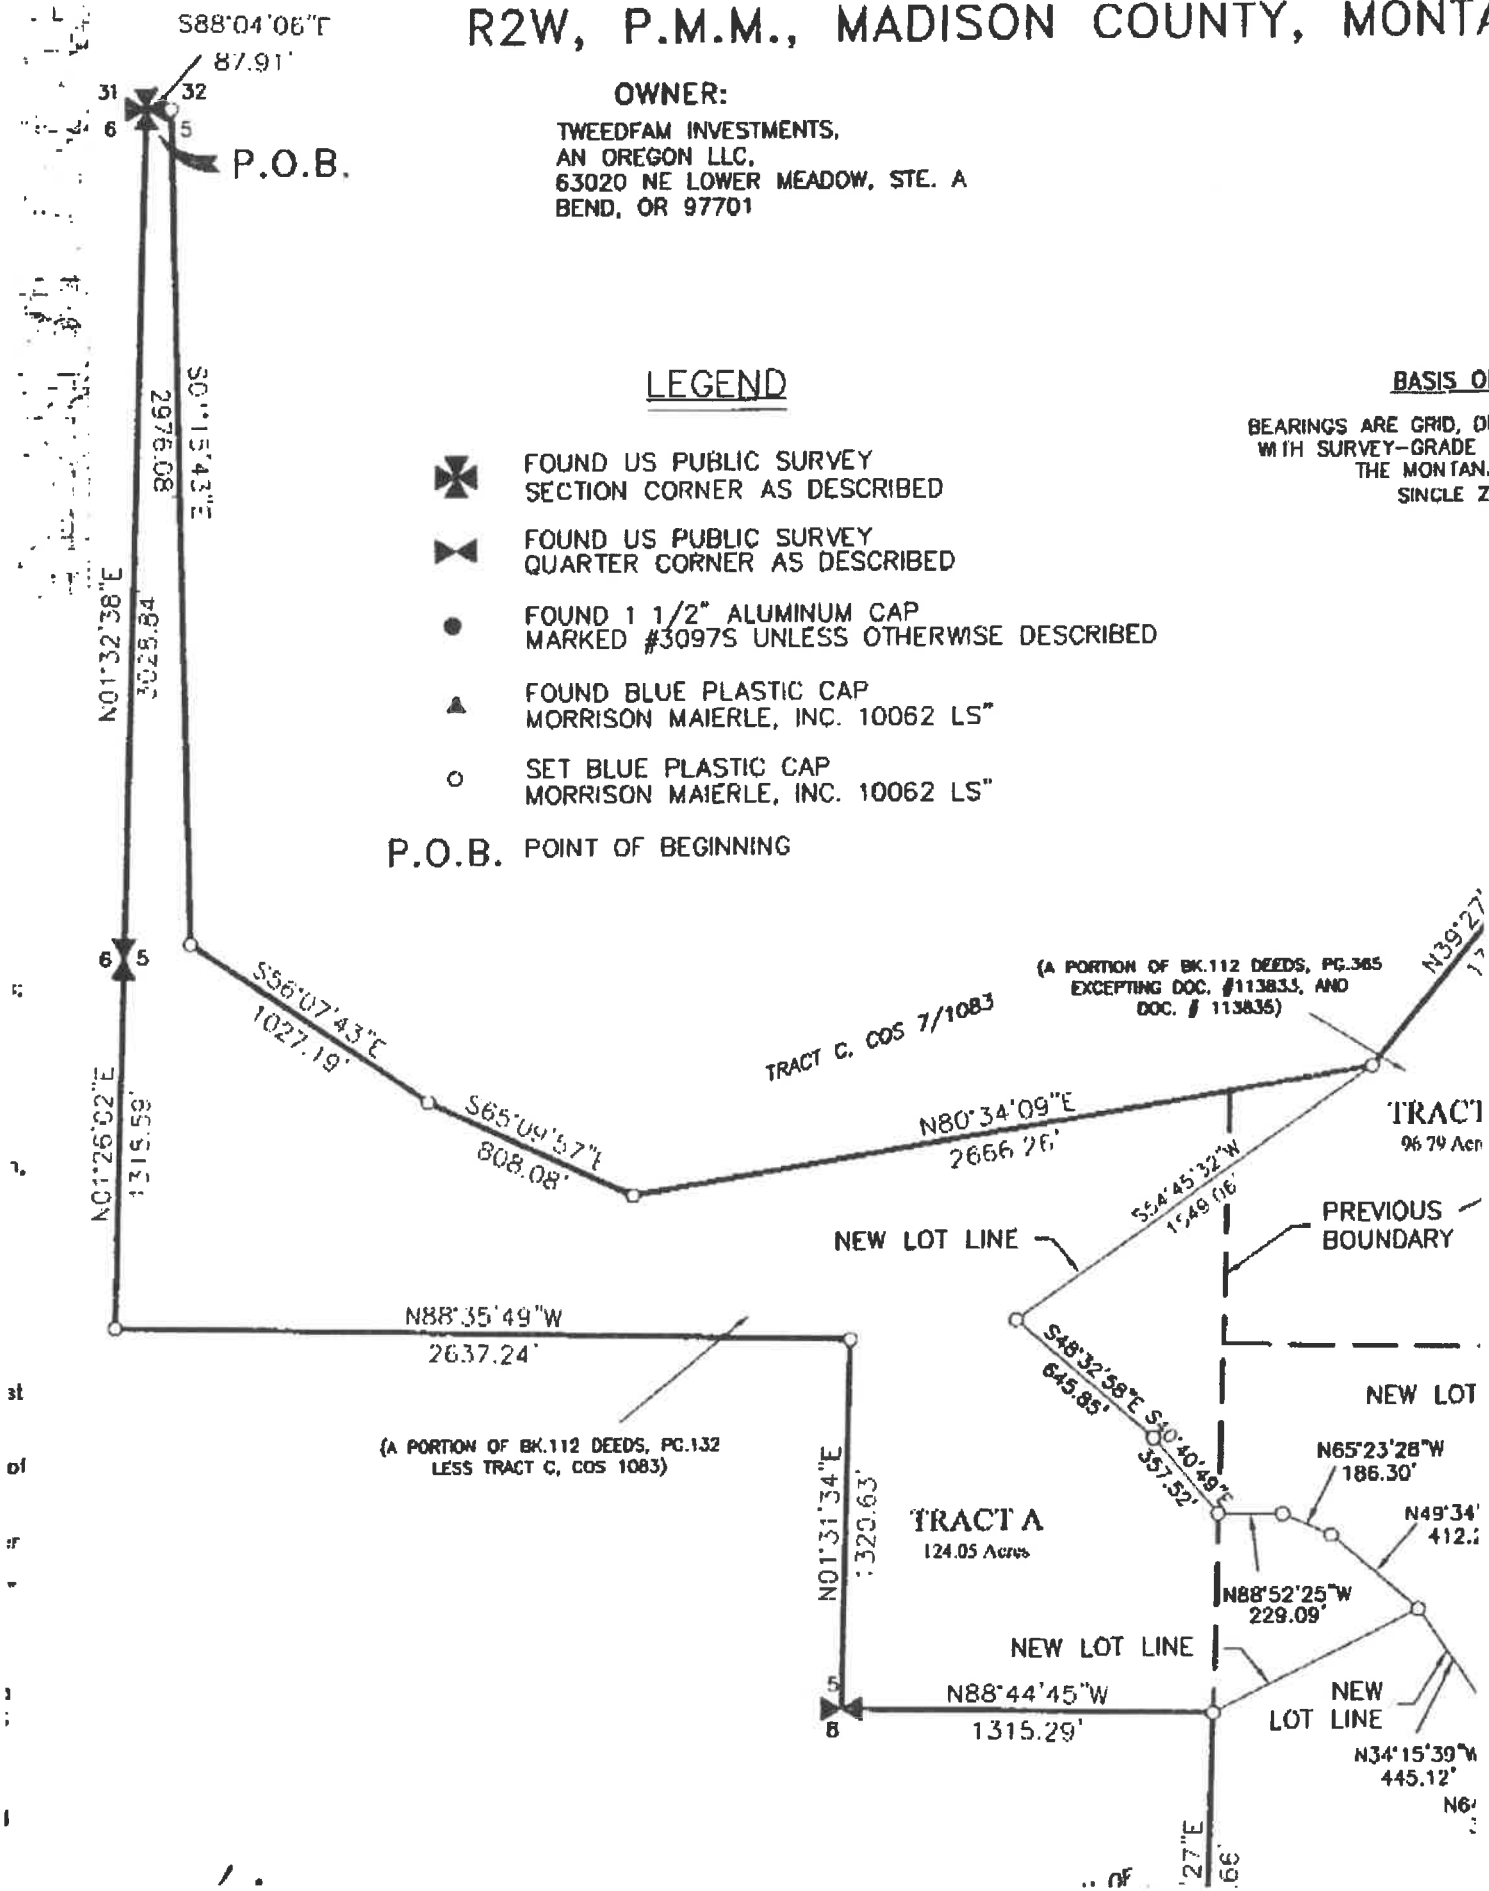 S88°04'06"E
87.91'
R2W, P.M.M., MADISON COUNTY,
31 32
6 5
P.O.B.
OWNER:
TWEEDFAM INVESTMENTS,
AN OREGON LLC,
63020 NE LOWER MEADOW, STE. A
BEND, OR 97701
2976.08
N01°32'38"E
3028.84'
LEGEND
FOUND US PUBLIC SURVEY
SECTION CORNER AS DESCRIBED
FOUND US PUBLIC SURVEY
QUARTER CORNER AS DESCRIBED
FOUND 1 1/2" ALUMINUM CAP
MARKED #3097S UNLESS OTHERWISE DESCRIBED
FOUND BLUE PLASTIC CAP
MORRISON MAIERLE, INC. 10062 LS"
SET BLUE PLASTIC CAP
MORRISON MAIERLE, INC. 10062 LS"
P.O.B. POINT OF BEGINNING
BASIS
BEARINGS ARE GRID,
WITH SURVEY-GRADE
THE
SINGLE
6 5
S56°07'43"E
1027.19'
S65°09'57"E
808.08'
TRACT C, COS 7/1083
(A PORTION OF BK.112 DEEDS, PG.365
EXCEPTING DOC. #113833, AND
DOC. # 113835)
N39°27'
N80°34'09"E
2666.26'
TRACT
96.79
N01°26'02"E
S54°45'32"W
1549.06'
NEW LOT LINE
PREVIOUS
BOUNDARY
N88°35'49"W
2637.24'
S48°32'58"E
645.85'
S40°40'49"E
357.52'
NEW LOT
(A PORTION OF BK.112 DEEDS, PG.132
LESS TRACT C, COS 1083)
N65°23'28"W
186.30'
N49°34'
412.
N01°31'34"E
1320.63'
TRACT A
124.05 Acres
N88°52'25"W
229.09'
NEW LOT LINE
5
8
N88°44'45"W
1315.29'
NEW
LOT LINE
N34°15'39"W
445.12'
27"E
66'
OF
st
of